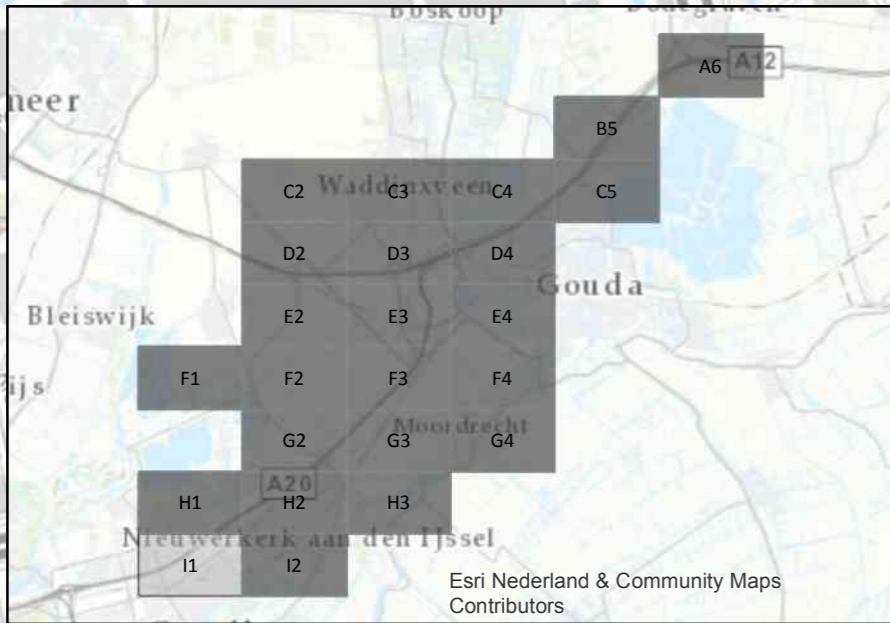 Boskoop
A6 A12
meer
B5
C2 Waddinxveen C3 C4 C5
D2 D3 D4
Gouda
Bleiswijk E2 E3 E4
F1 F2 F3 F4
ijs
Moordrecht
G2 G3 G4
A20
H1 H2 H3
Nieuwerkerk aan den IJssel
I1 I2
Esri Nederland & Community Maps
Contributors